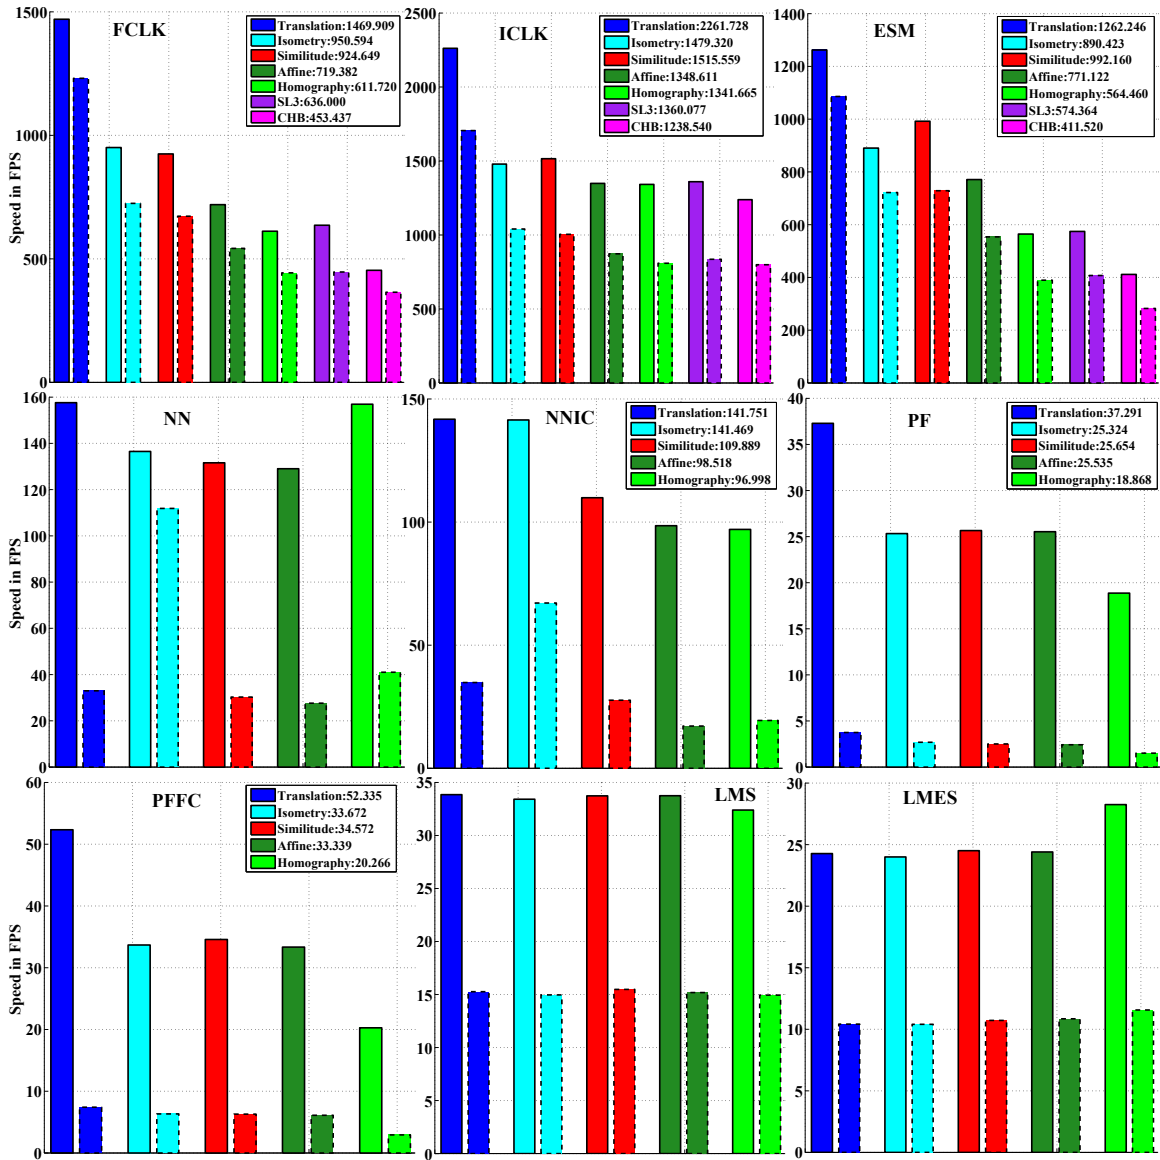 FCLK
Translation:1469.909
Isometry:950.594
Similitude:924.649
Affine:719.382
Homography:611.720
SL3:636.000
CHB:453.437
Speed in FPS
1500
1000
500
0
ICLK
Translation:2261.728
Isometry:1479.320
Similitude:1515.559
Affine:1348.611
Homography:1341.665
SL3:1360.077
CHB:1238.540
2500
2000
1500
1000
500
0
ESM
Translation:1262.246
Isometry:890.423
Similitude:992.160
Affine:771.122
Homography:564.460
SL3:574.364
CHB:411.520
1400
1200
1000
800
600
400
200
0
NN
Speed in FPS
160
140
120
100
80
60
40
20
0
NNIC
Translation:141.751
Isometry:141.469
Similitude:109.889
Affine:98.518
Homography:96.998
150
100
50
0
PF
Translation:37.291
Isometry:25.324
Similitude:25.654
Affine:25.535
Homography:18.868
40
35
30
25
20
15
10
5
0
PFFC
Translation:52.335
Isometry:33.672
Similitude:34.572
Affine:33.339
Homography:20.266
Speed in FPS
60
50
40
30
20
10
0
LMS
35
30
25
20
15
10
5
0
LMES
30
25
20
15
10
5
0